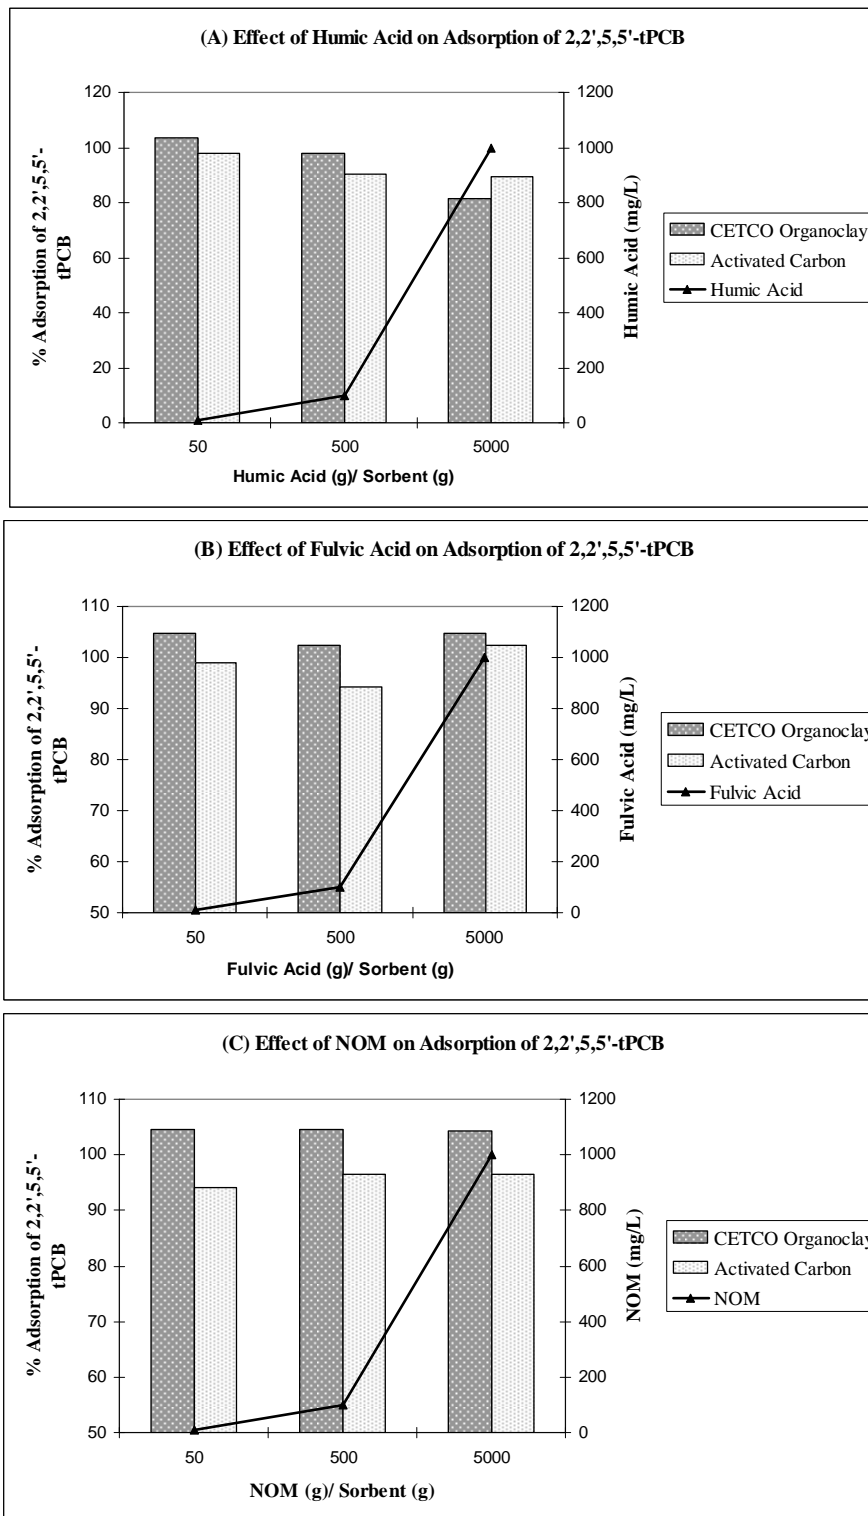 (A) Effect of Humic Acid on Adsorption of 2,2',5,5'-tPCB
120
100
80
60
40
20
0
% Adsorption of 2,2',5,5'-
tPCB
1200
1000
800
600
400
200
0
Humic Acid (mg/L)
50
500
5000
Humic Acid (g)/ Sorbent (g)
CETCO Organoclay
Activated Carbon
Humic Acid
(B) Effect of Fulvic Acid on Adsorption of 2,2',5,5'-tPCB
110
100
90
80
70
60
50
% Adsorption of 2,2',5,5'-
tPCB
1200
1000
800
600
400
200
0
Fulvic Acid (mg/L)
50
500
5000
Fulvic Acid (g)/ Sorbent (g)
CETCO Organoclay
Activated Carbon
Fulvic Acid
(C) Effect of NOM on Adsorption of 2,2',5,5'-tPCB
110
100
90
80
70
60
50
% Adsorption of 2,2',5,5'-
tPCB
1200
1000
800
600
400
200
0
NOM (mg/L)
50
500
5000
NOM (g)/ Sorbent (g)
CETCO Organoclay
Activated Carbon
NOM